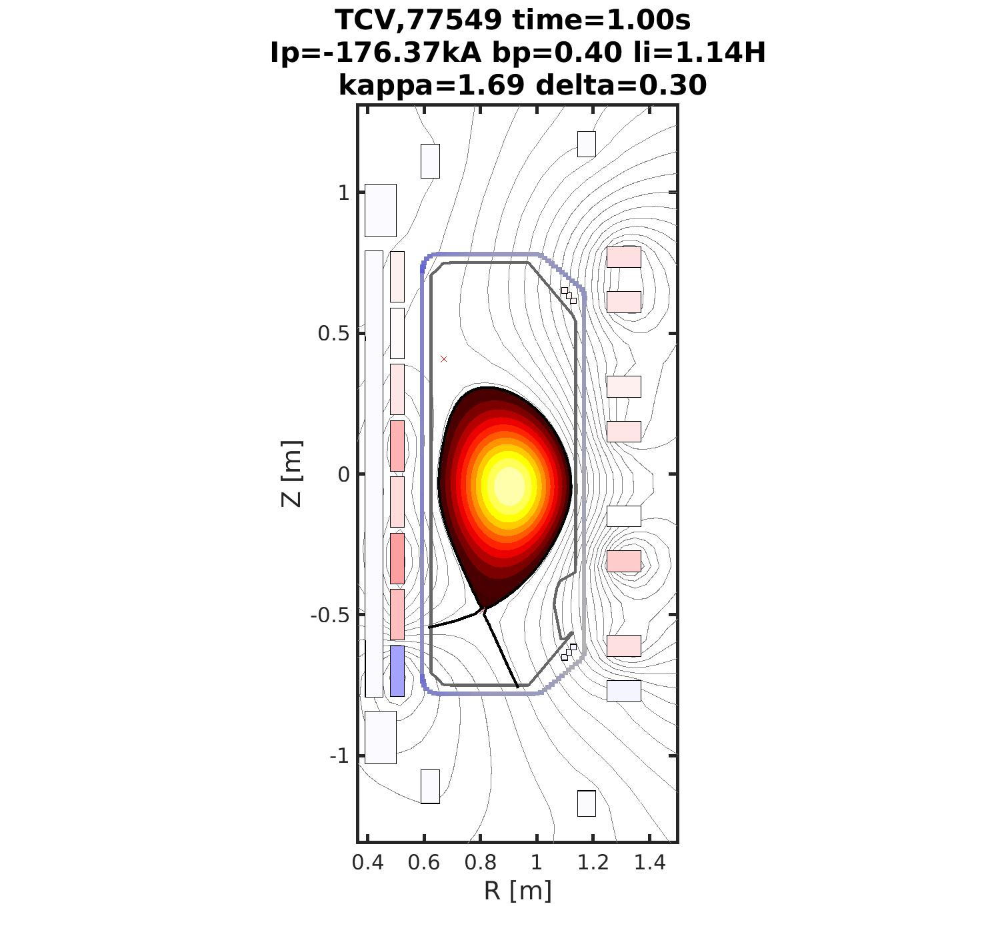 TCV,77549 time=1.00s
Ip=-176.37kA bp=0.40 li=1.14H
kappa=1.69 delta=0.30
1
0.5
0
-0.5
-1
Z [m]
0.4 0.6 0.8 1 1.2 1.4
R [m]